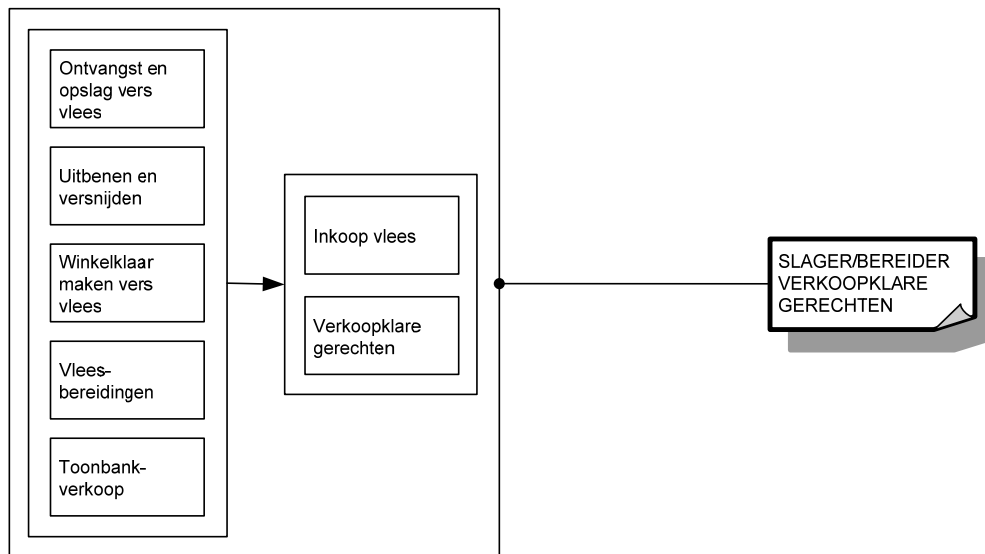 Ontvangst en
opslag vers
vlees
Uitbenen en
versnijden
Winkelklaar
maken vers
vlees
Vlees-
bereidingen
Toonbank-
verkoop
Inkoop vlees
Verkoopklare
gerechten
SLAGER/BEREIDER
VERKOOPKLARE
GERECHTEN